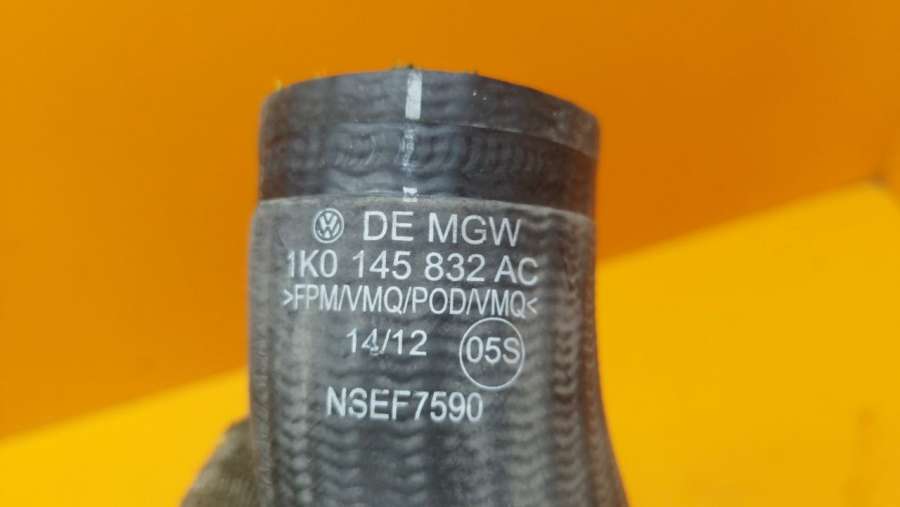 DE MGW
1K0 145 832 AC
>FPM/VMQ/POD/VMQ<
14/12 05S
NSEF7590